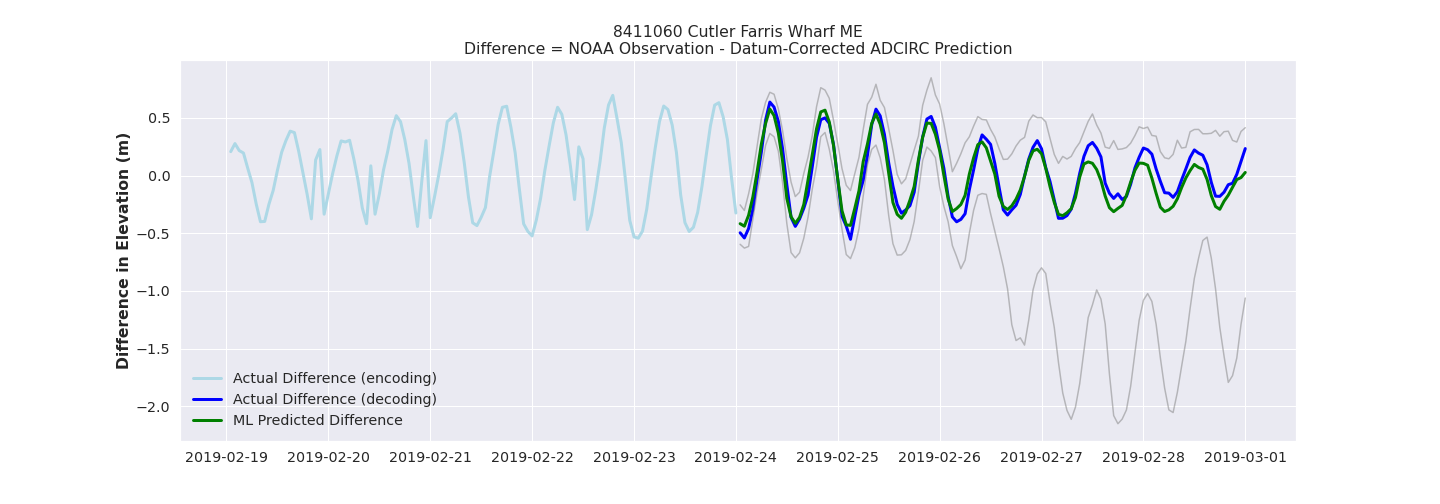 8411060 Cutler Farris Wharf ME
Difference = NOAA Observation - Datum-Corrected ADCIRC Prediction
Difference in Elevation (m)
0.5
0.0
−0.5
−1.0
−1.5
−2.0
Actual Difference (encoding)
Actual Difference (decoding)
ML Predicted Difference
2019-02-19 2019-02-20 2019-02-21 2019-02-22 2019-02-23 2019-02-24 2019-02-25 2019-02-26 2019-02-27 2019-02-28 2019-03-01